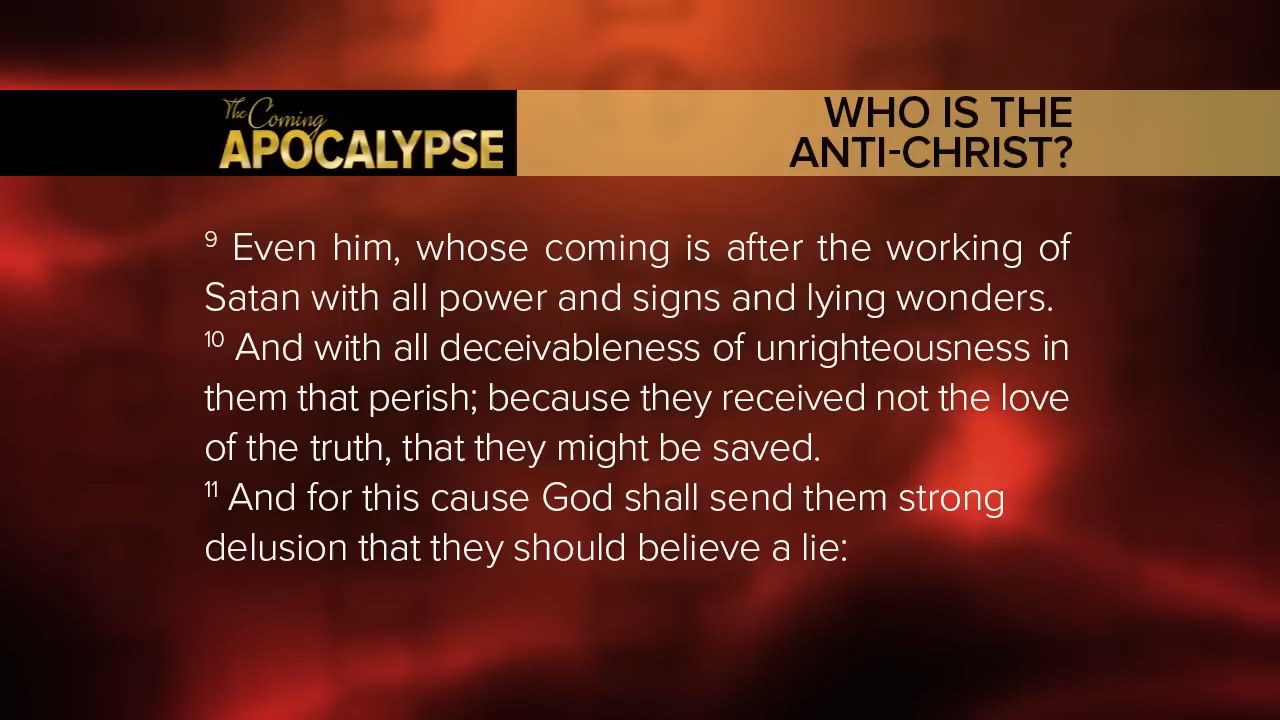 The Coming
APOCALYPSE
WHO IS THE
ANTI-CHRIST?
9 Even him, whose coming is after the working of
Satan with all power and signs and lying wonders.
10 And with all deceivableness of unrighteousness in
them that perish; because they received not the love
of the truth, that they might be saved.
11 And for this cause God shall send them strong
delusion that they should believe a lie: